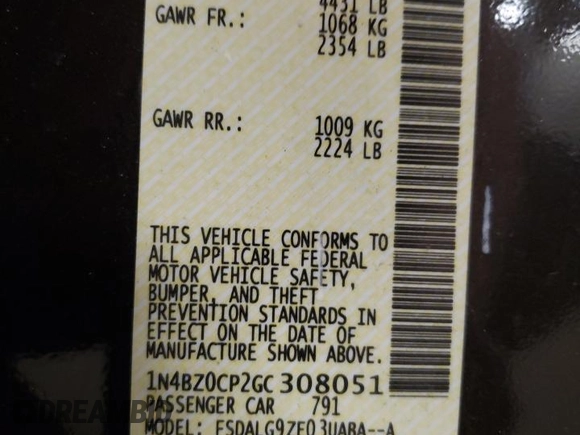 4431 LB
GAWR FR.: 1068 KG
2354 LB
GAWR RR.: 1009 KG
2224 LB
THIS VEHICLE CONFORMS TO
ALL APPLICABLE FEDERAL
MOTOR VEHICLE SAFETY,
BUMPER, AND THEFT
PREVENTION STANDARDS IN
EFFECT ON THE DATE OF
MANUFACTURE SHOWN ABOVE.
1N4BZ0CP2GC308051
PASSENGER CAR 791
MODEL: FSDALG9ZE03UABA--A